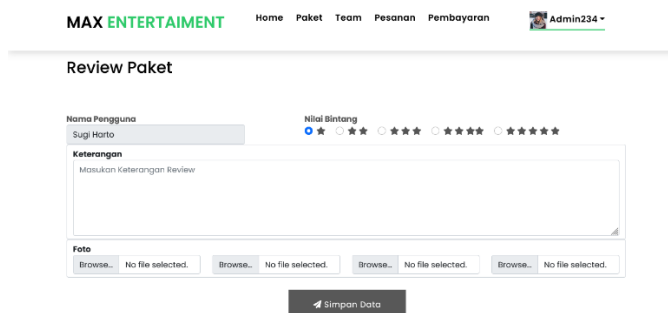 MAX ENTERTAIMENT Home Paket Team Pesanan Pembayaran Admin234
Review Paket
Nama Pengguna Nilai Bintang
Sugi Harto
Keterangan
Masukan Keterangan Review
Foto
Browse... No file selected. Browse... No file selected. Browse... No file selected. Browse... No file selected.
Simpan Data